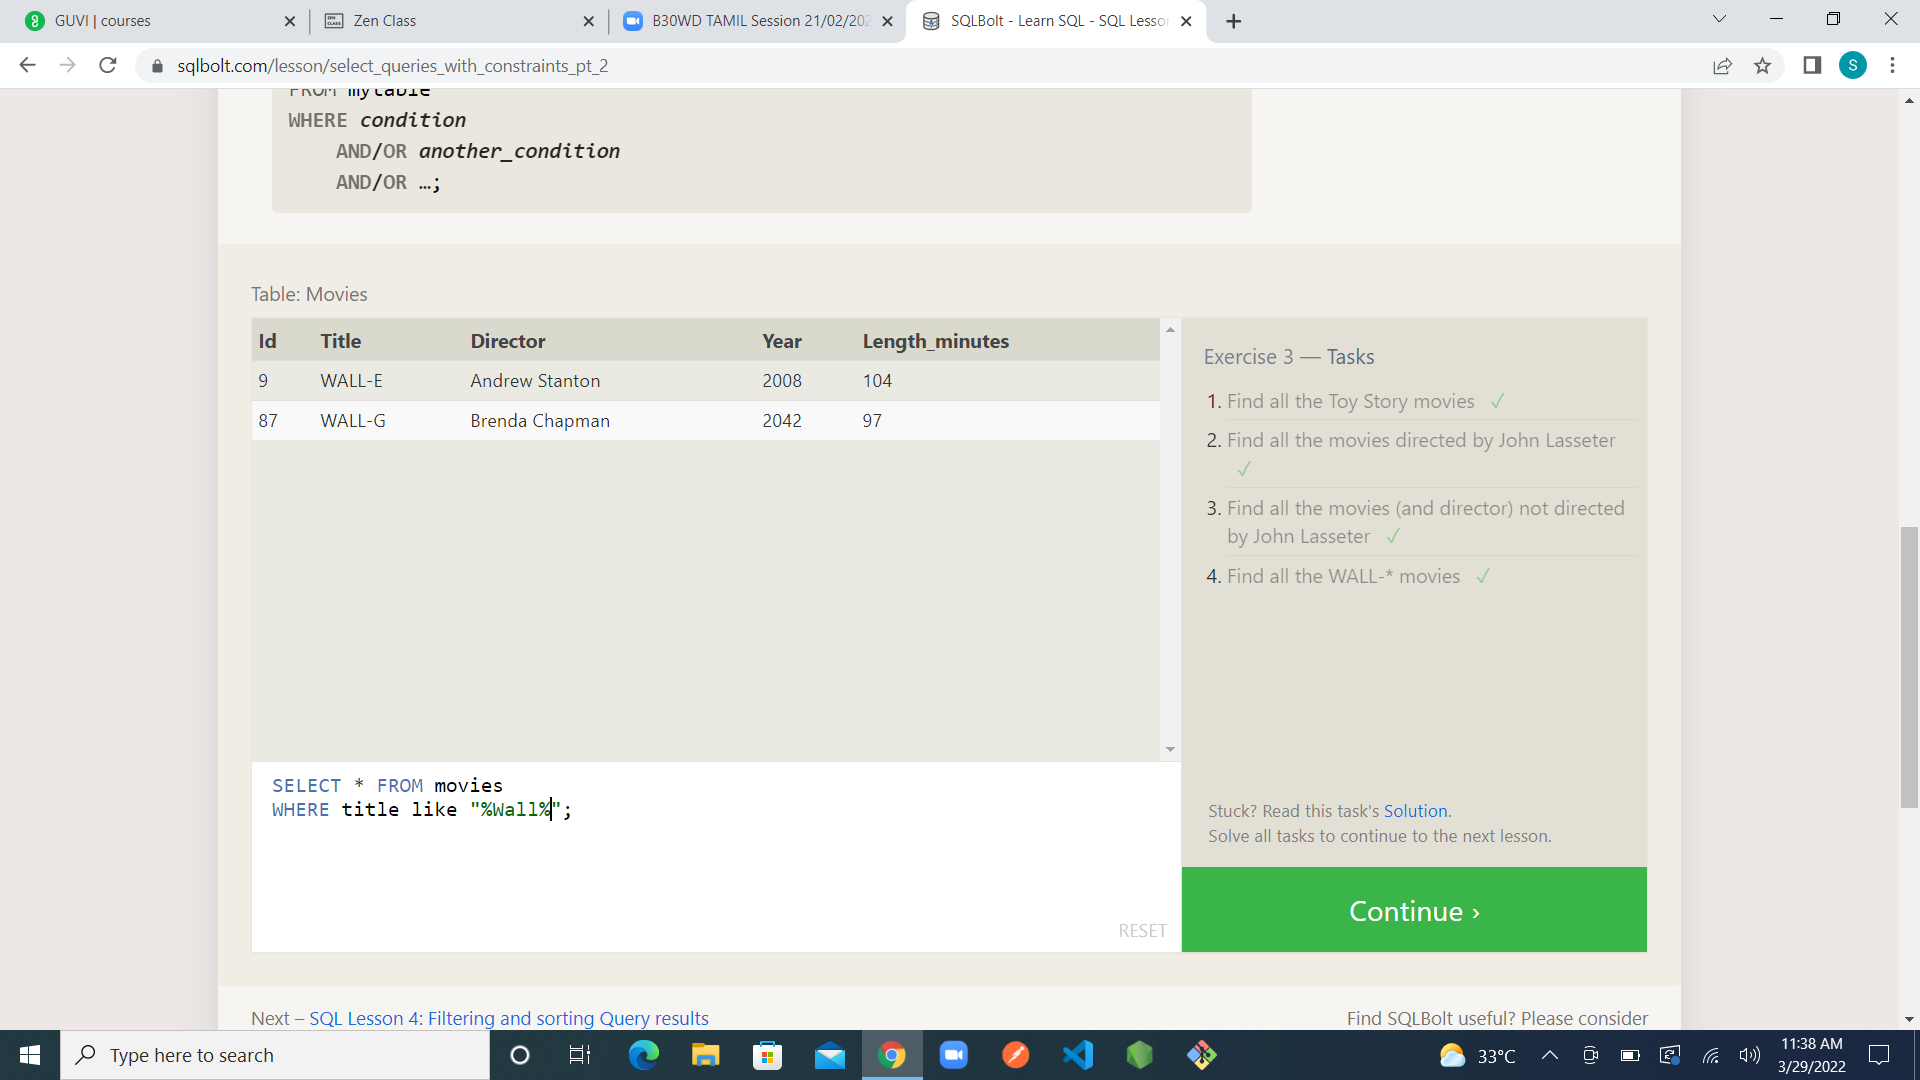 GUVI | courses
Zen Class
B30WD TAMIL Session 21/02/202
SQLBolt - Learn SQL - SQL Lesson
sqlbolt.com/lesson/select_queries_with_constraints_pt_2
S
FROM mytable
WHERE condition
AND/OR another_condition
AND/OR …;
Table: Movies
Id Title Director Year Length_minutes
9 WALL-E Andrew Stanton 2008 104
87 WALL-G Brenda Chapman 2042 97
Exercise 3 — Tasks
1. Find all the Toy Story movies ✓
2. Find all the movies directed by John Lasseter
✓
3. Find all the movies (and director) not directed
by John Lasseter ✓
4. Find all the WALL-* movies ✓
SELECT * FROM movies
WHERE title like "%Wall%";
RESET
Stuck? Read this task's Solution.
Solve all tasks to continue to the next lesson.
Continue ›
Next – SQL Lesson 4: Filtering and sorting Query results
Find SQLBolt useful? Please consider
Type here to search
33°C
11:38 AM
3/29/2022